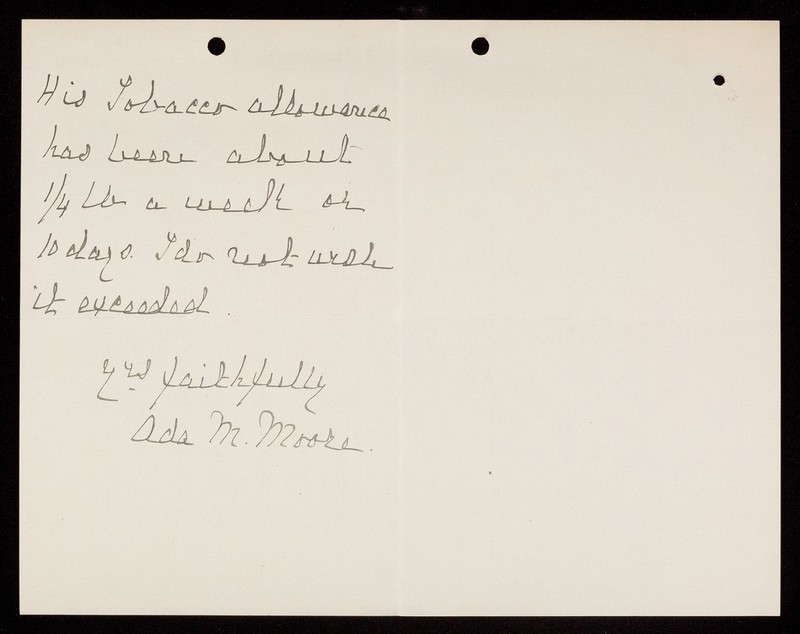 His Tobacco allowance
has been about
1/4 lb a week or
10 days. I do not wish
it exceeded.
Yrs faithfully
Ada M. Moore.